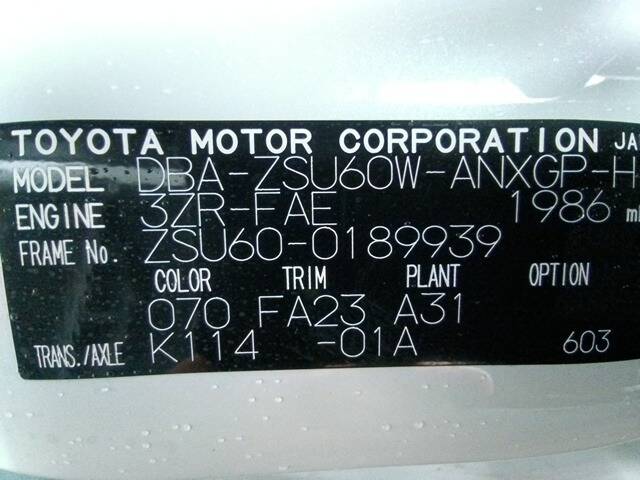 TOYOTA MOTOR CORPORATION JA
MODEL DBA-ZSU60W-ANXGP-H
ENGINE 3ZR-FAE 1986 m
FRAME No. ZSU60-0189939
COLOR TRIM PLANT OPTION
070 FA23 A31
TRANS./AXLE K114 -01A 603